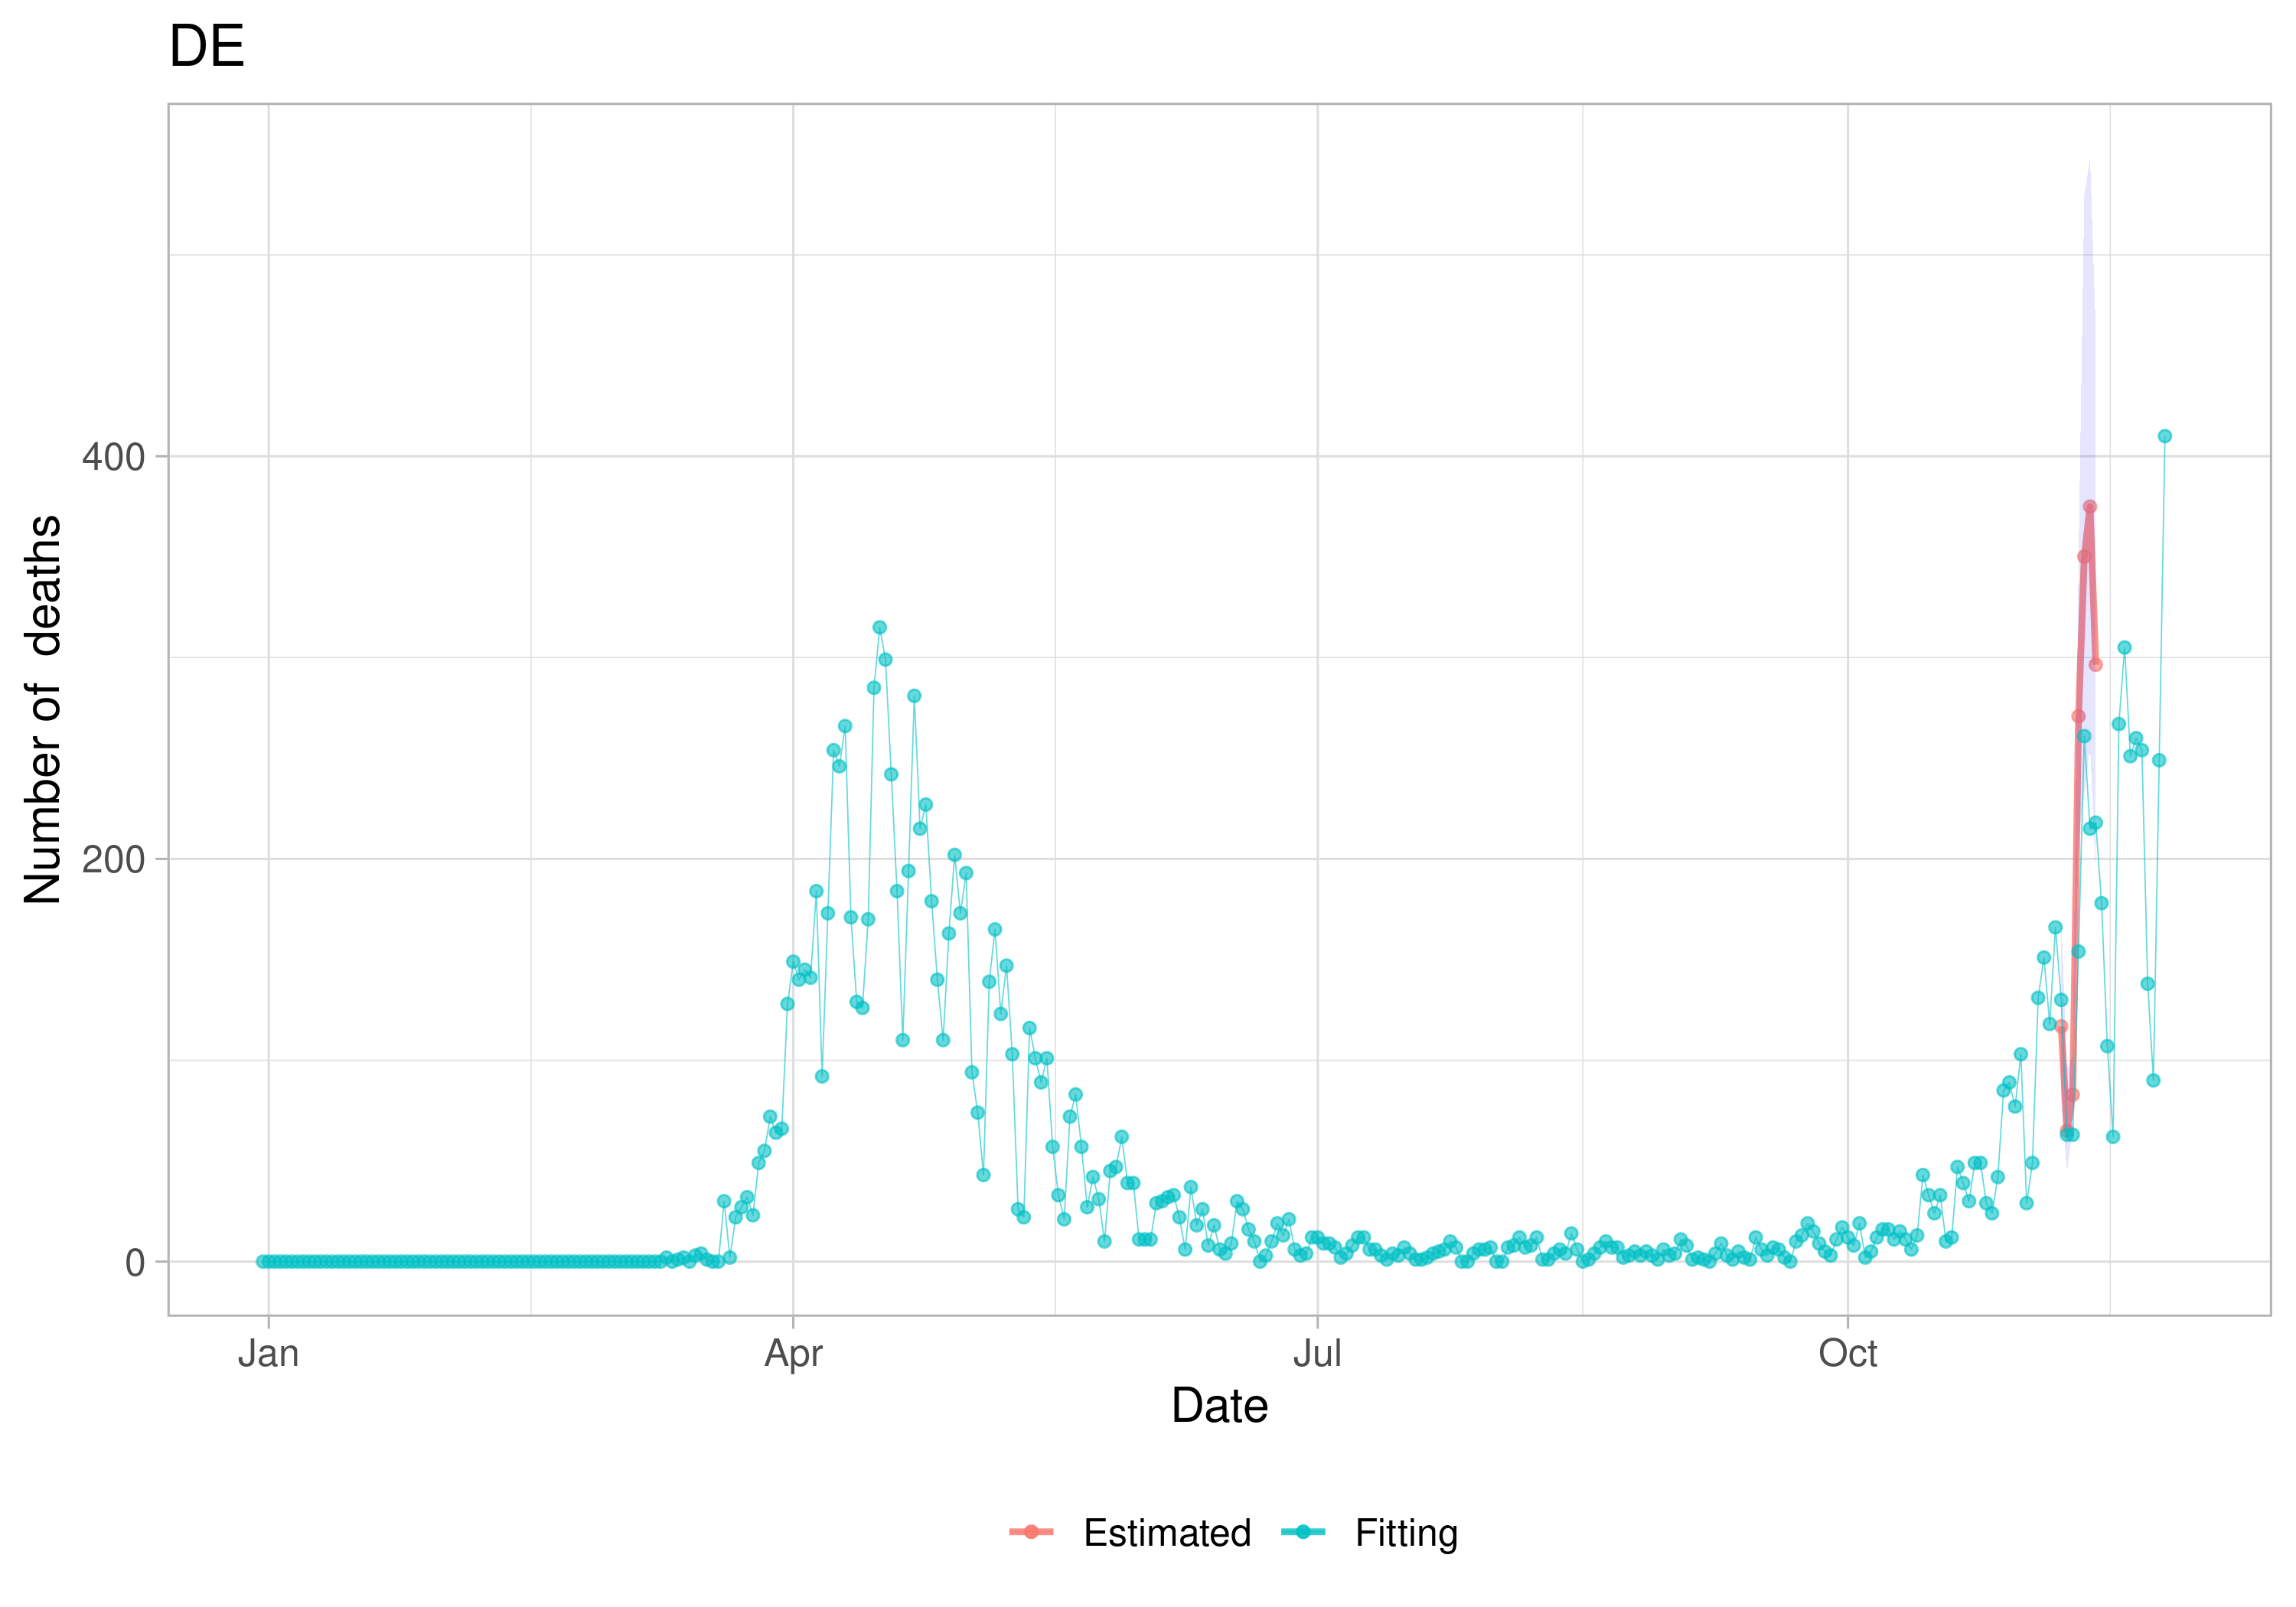 DE
Number of deaths
400
200
0
Jan Apr Jul Oct
Date
Estimated Fitting